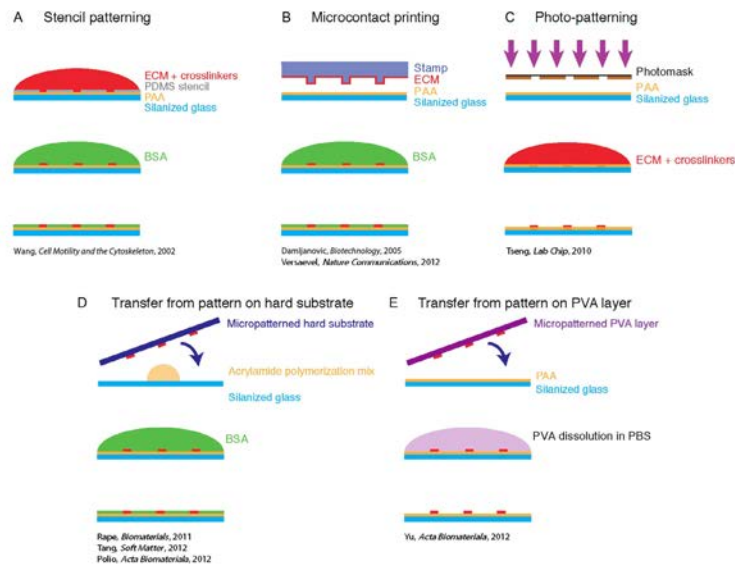 A Stencil patterning
ECM + crosslinkers
PDMS stencil
PAA
Silanized glass
BSA
Wang, Cell Motility and the Cytoskeleton, 2002
B Microcontact printing
Stamp
ECM
PAA
Silanized glass
BSA
Damljanovic, Biotechnology, 2005
Versaevel, Nature Communications, 2012
C Photo-patterning
Photomask
PAA
Silanized glass
ECM + crosslinkers
Tseng, Lab Chip, 2010
D Transfer from pattern on hard substrate
Micropatterned hard substrate
Acrylamide polymerization mix
Silanized glass
BSA
Rape, Biomaterials, 2011
Tang, Soft Matter, 2012
Polio, Acta Biomateriala, 2012
E Transfer from pattern on PVA layer
Micropatterned PVA layer
PAA
Silanized glass
PVA dissolution in PBS
Yu, Acta Biomateriala, 2012